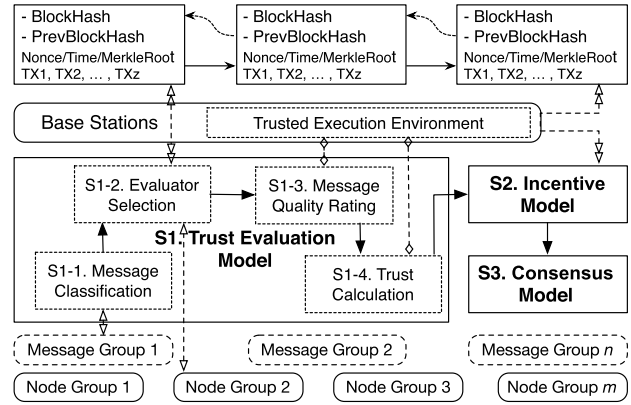 - BlockHash
- PrevBlockHash
Nonce/Time/MerkleRoot
TX1, TX2, ... , TXz
- BlockHash
- PrevBlockHash
Nonce/Time/MerkleRoot
TX1, TX2, ... , TXz
- BlockHash
- PrevBlockHash
Nonce/Time/MerkleRoot
TX1, TX2, ... , TXz
Base Stations
Trusted Execution Environment
S1-2. Evaluator
Selection
S1-3. Message
Quality Rating
S1. Trust Evaluation
Model
S1-1. Message
Classification
S1-4. Trust
Calculation
S2. Incentive
Model
S3. Consensus
Model
Message Group 1
Message Group 2
Message Group n
Node Group 1
Node Group 2
Node Group 3
Node Group m